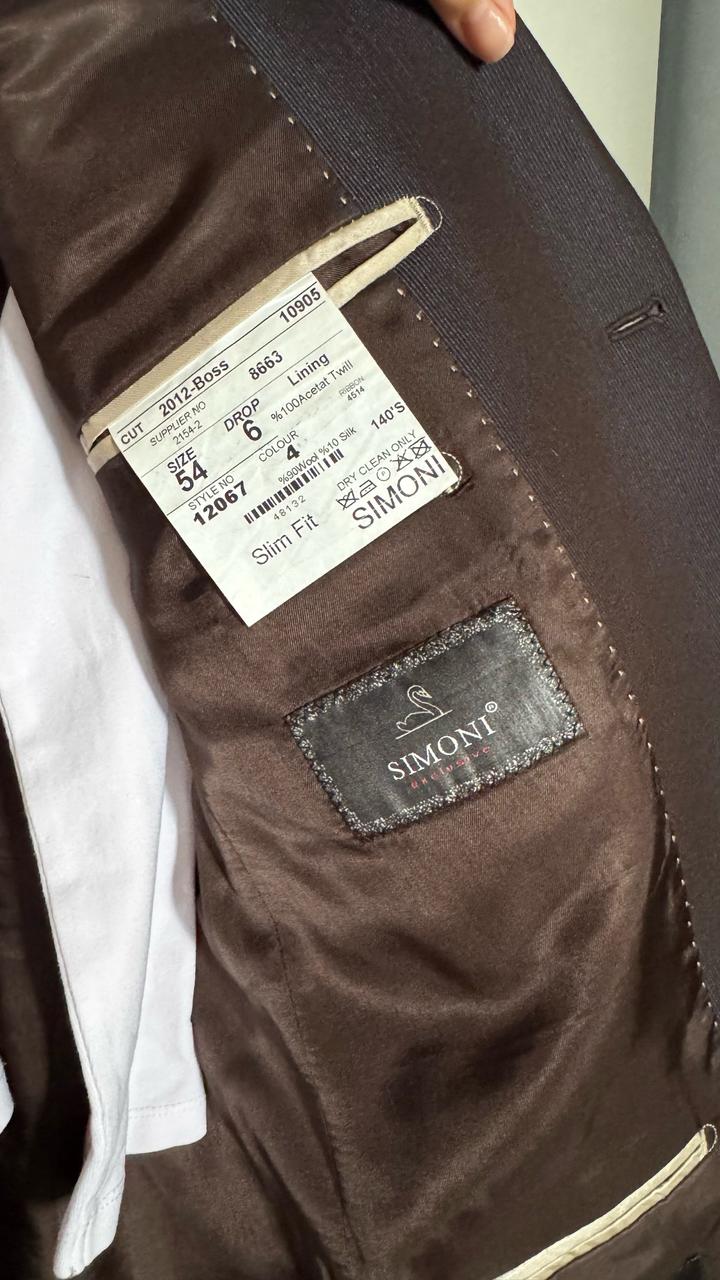 10905
CUT 2012-Boss 8663
SUPPLIER NO DROP Lining
2154-2 6 %100Acetat Twill
SIZE RIBBON
54 COLOUR 4514
STYLE NO 4 140'S
12067 %90Wool %10 Silk
48132 DRY CLEAN ONLY
Slim Fit SIMONI
SIMONI®
exclusive